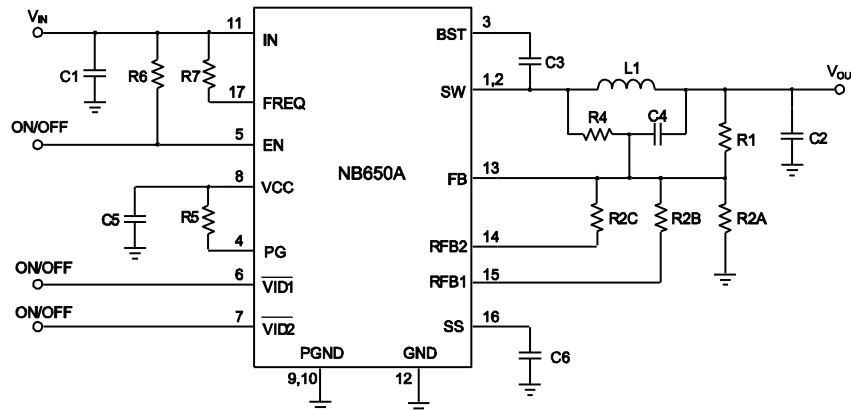 VIN
11
IN
BST
3
C3
C1
R6
R7
L1
VOU
17
FREQ
SW
1,2
R4
C4
R1
C2
ON/OFF
5
EN
8
VCC
NB650A
FB
13
C5
R5
R2C
R2B
R2A
4
PG
RFB2
14
ON/OFF
6
VID1
RFB1
15
ON/OFF
7
VID2
SS
16
C6
PGND
GND
9,10
12